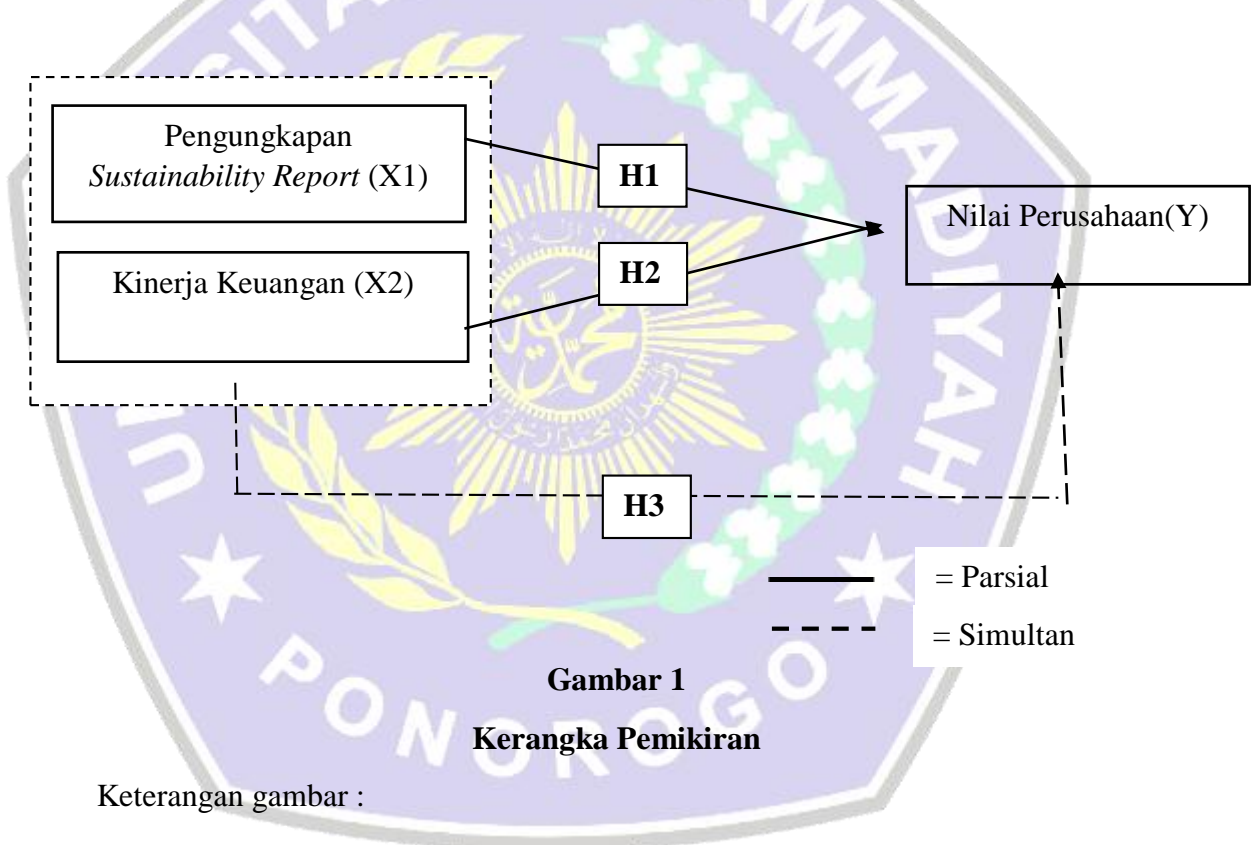 Pengungkapan
Sustainability Report (X1)
Kinerja Keuangan (X2)
H1
H2
Nilai Perusahaan(Y)
H3
= Parsial
= Simultan
Gambar 1
Kerangka Pemikiran
Keterangan gambar :
PONOROGO